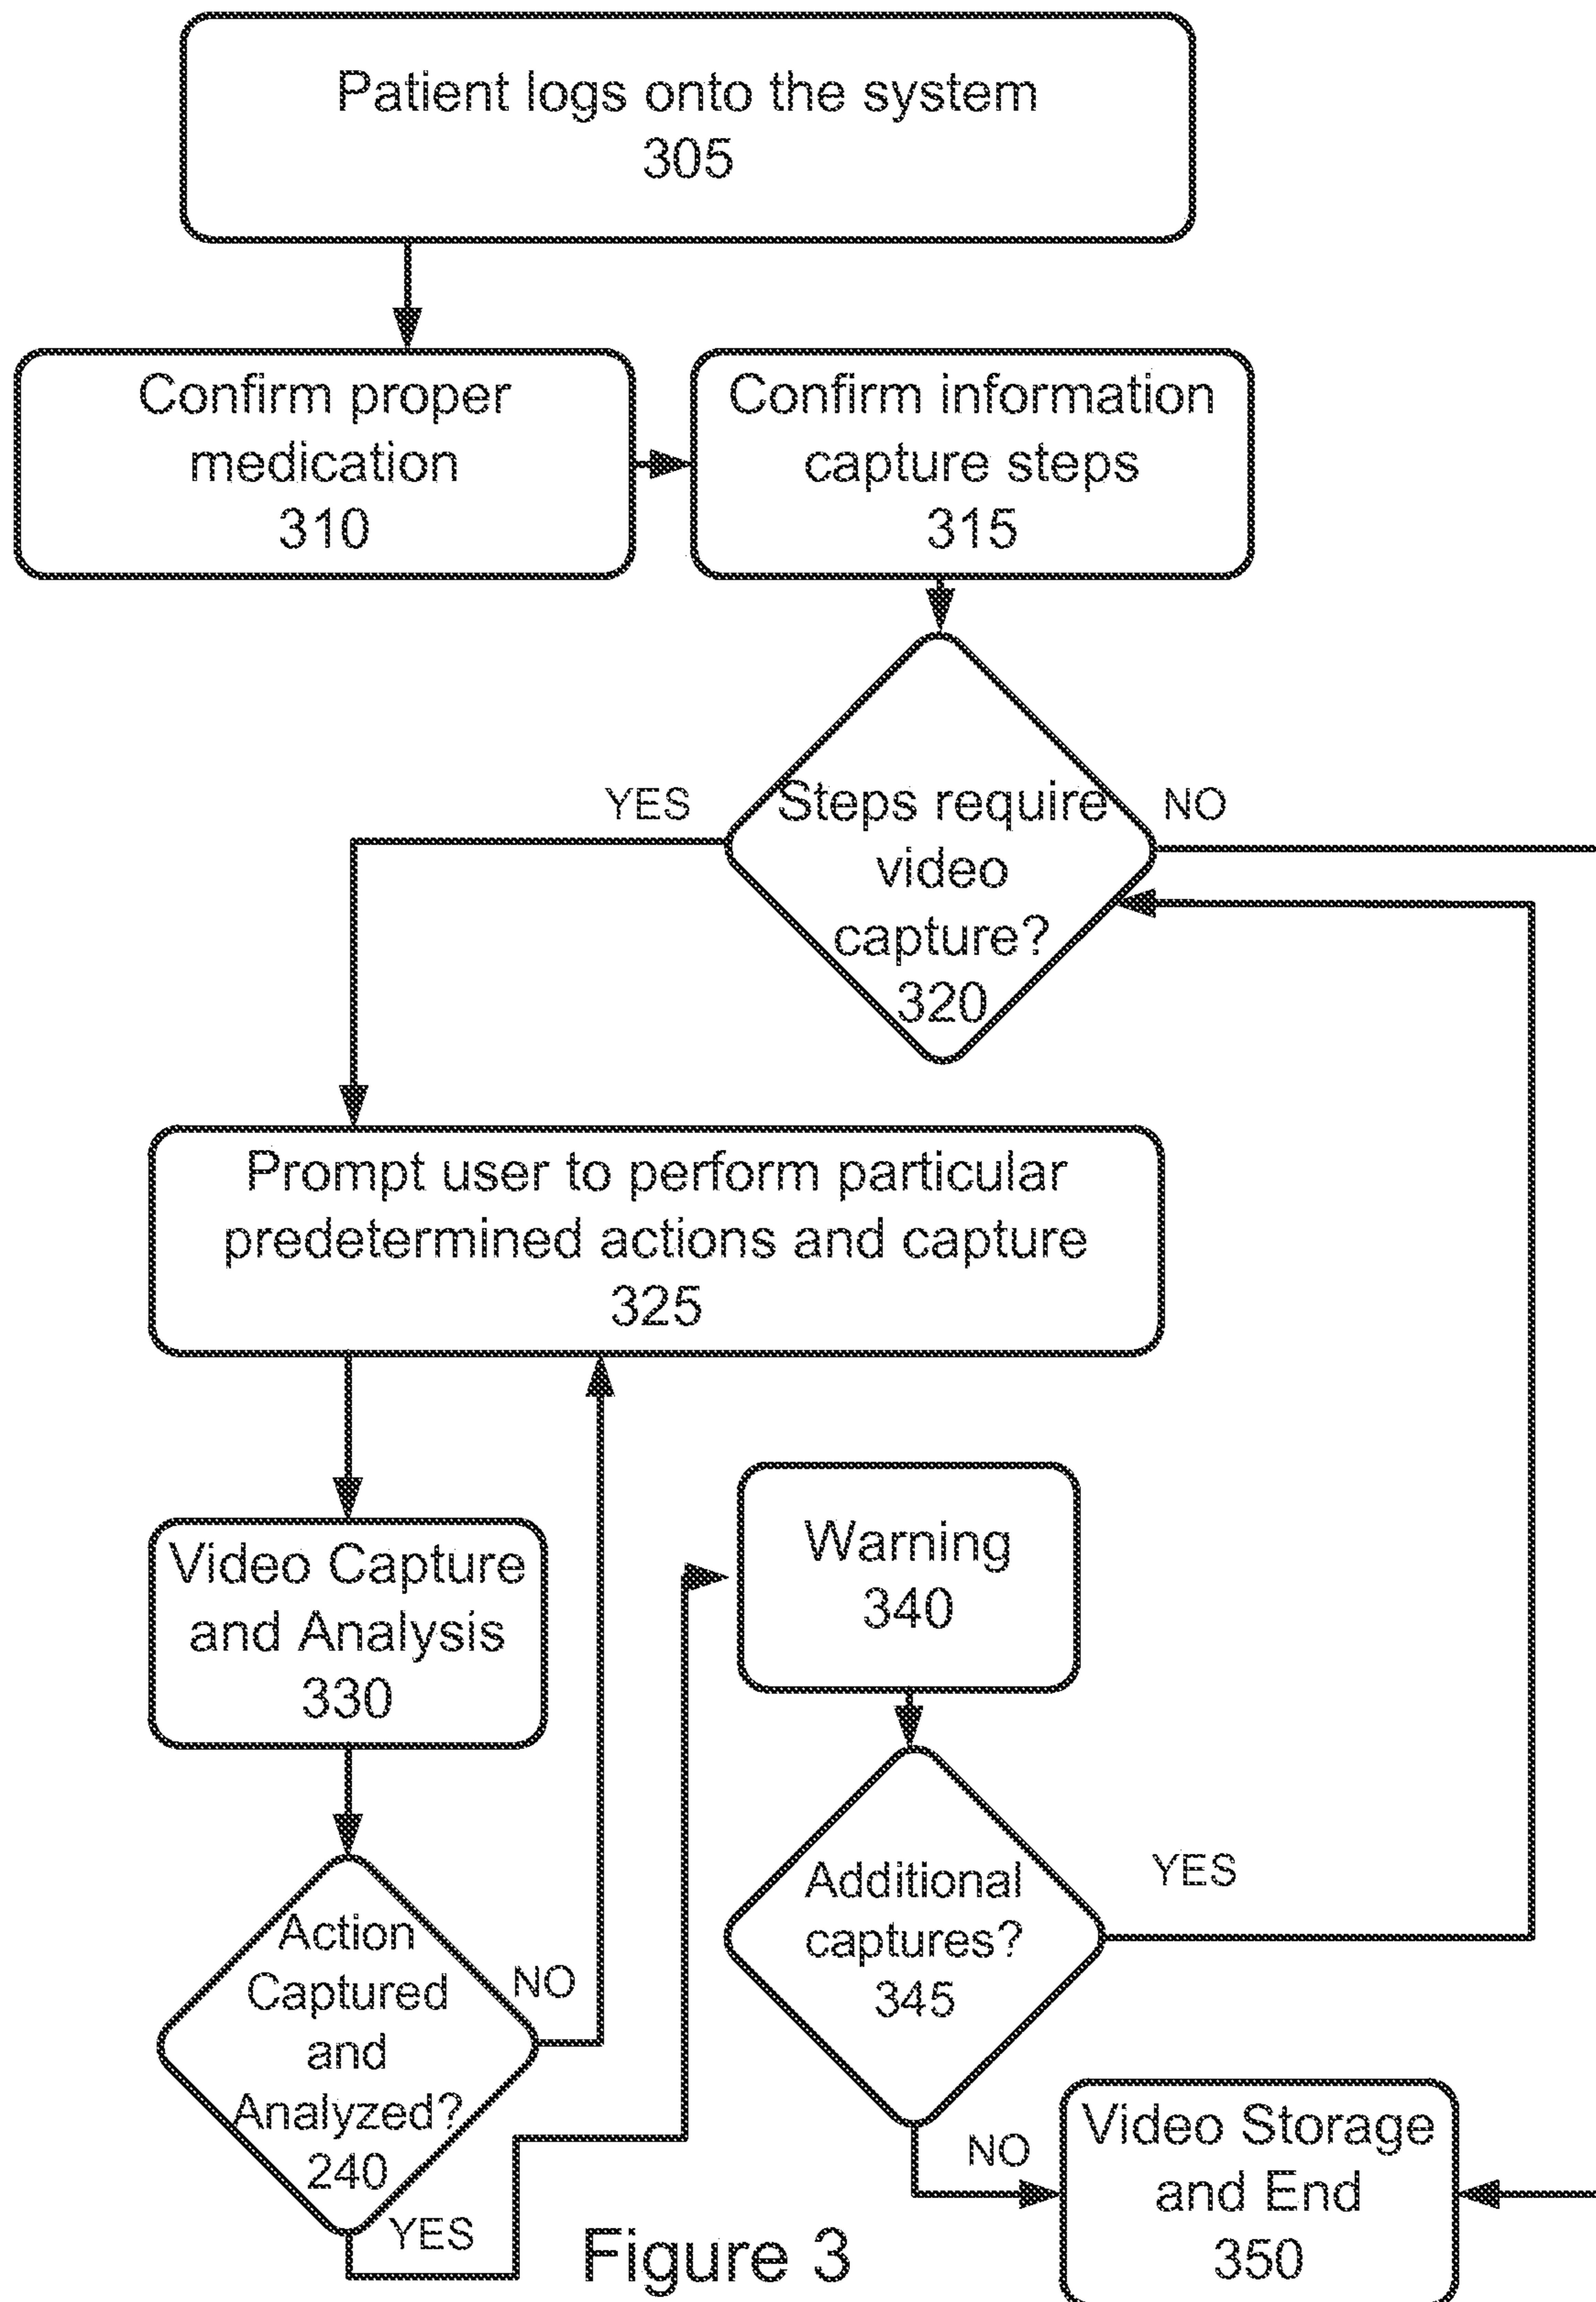 Patient logs onto the system
305
Confirm proper
medication
310
Confirm information
capture steps
315
Steps require
video
capture?
320
YES
NO
Prompt user to perform particular
predetermined actions and capture
325
Video Capture
and Analysis
330
Warning
340
Action
Captured
and
Analyzed?
240
NO
YES
Additional
captures?
345
YES
NO
Video Storage
and End
350
Figure 3